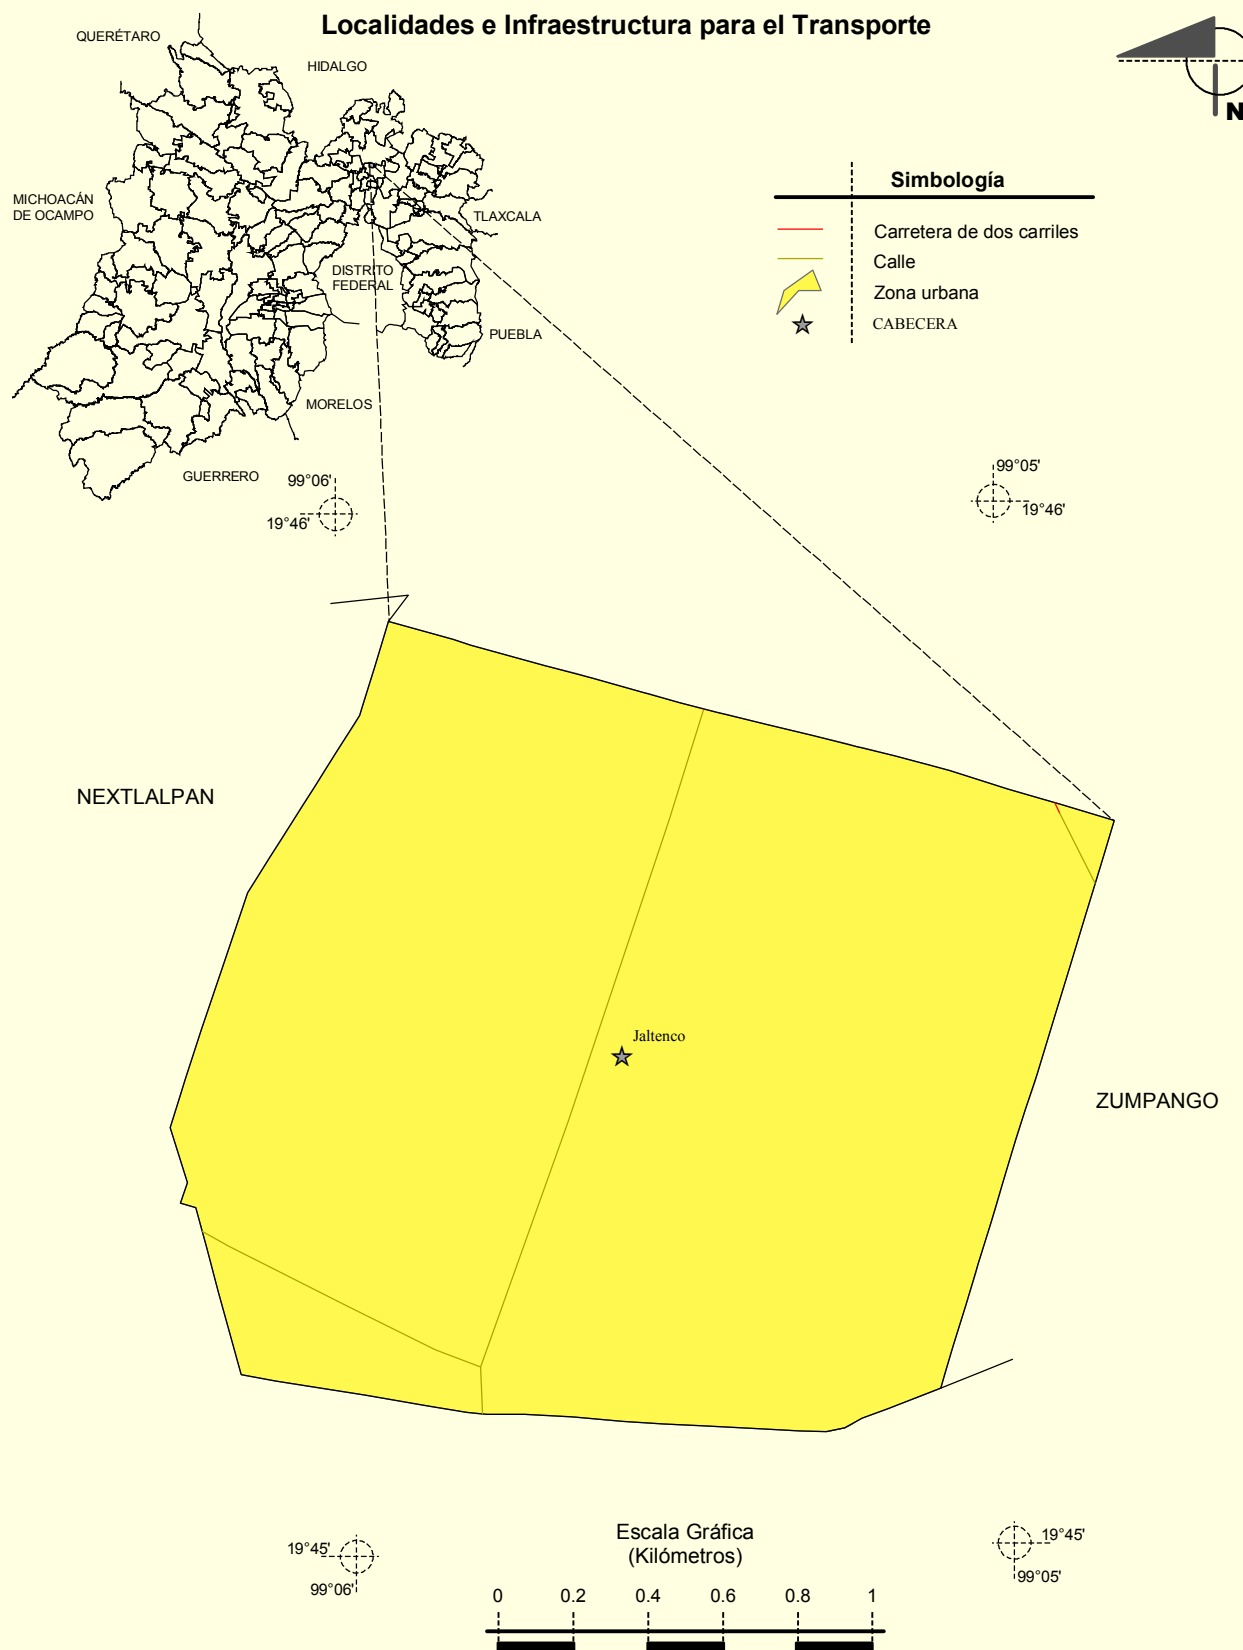 Localidades e Infraestructura para el Transporte
QUERÉTARO
HIDALGO
MICHOACÁN
DE OCAMPO
TLAXCALA
DISTRITO
FEDERAL
PUEBLA
MORELOS
GUERRERO
N
Simbología
Carretera de dos carriles
Calle
Zona urbana
CABECERA
99°06'
19°46'
99°05'
19°46'
NEXTLALPAN
Jaltenco
ZUMPANGO
19°45'
99°06'
19°45'
99°05'
Escala Gráfica
(Kilómetros)
0 0.2 0.4 0.6 0.8 1